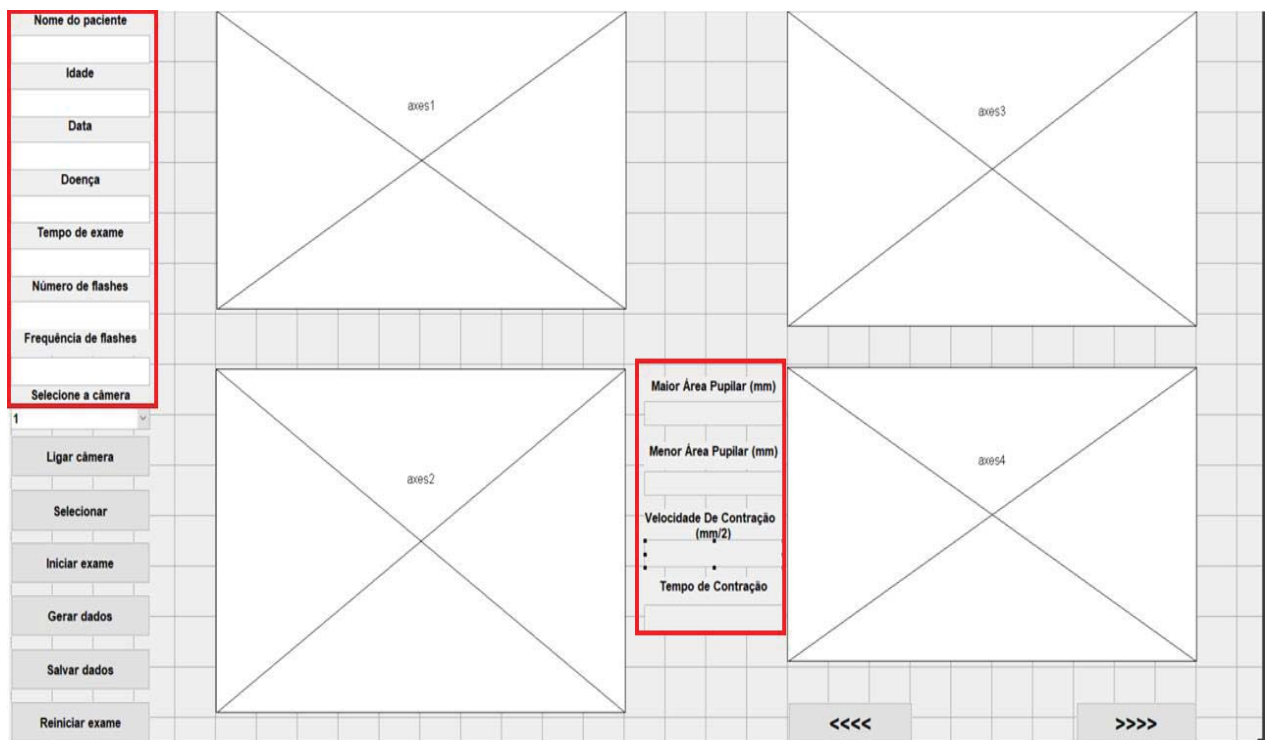 Nome do paciente
Idade
Data
Doença
Tempo de exame
Número de flashes
Frequência de flashes
Selecione a câmera
1
Ligar câmera
Selecionar
Iniciar exame
Gerar dados
Salvar dados
Reiniciar exame
axes1
axes2
Maior Área Pupilar (mm)
Menor Área Pupilar (mm)
Velocidade De Contração
(mm/2)
Tempo de Contração
axes3
axes4
<<<<
>>>>